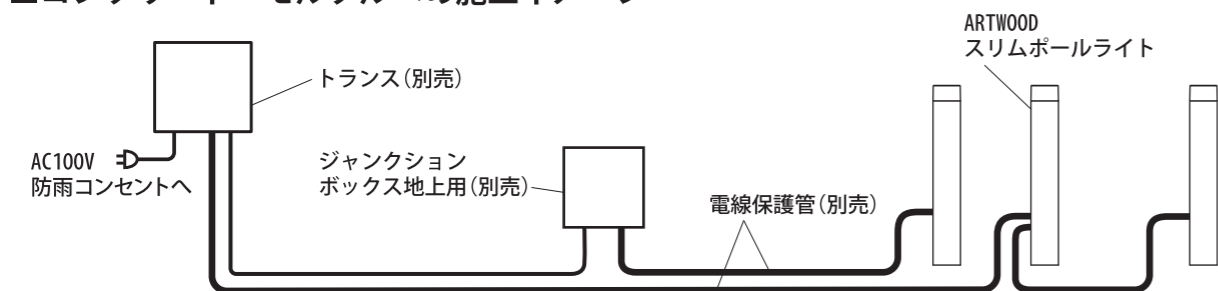 トランス(別売)
AC100V
防雨コンセントへ
ジャンクション
ボックス地上用(別売)
電線保護管(別売)
ARTWOOD
スリムポールライト